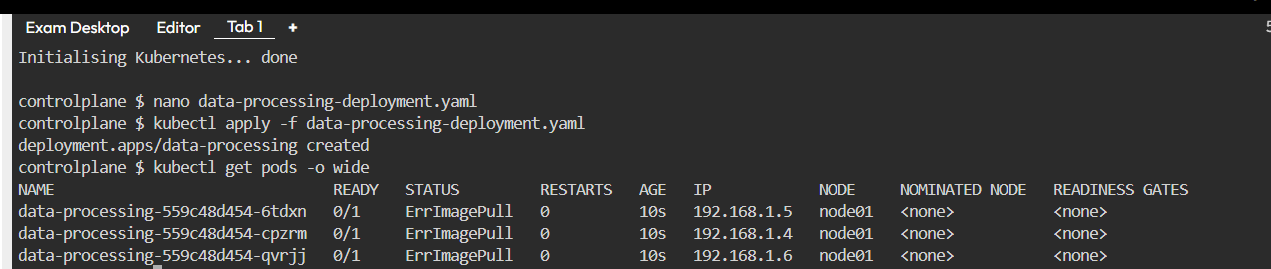 Exam Desktop Editor Tab 1 +
Initialising Kubernetes... done
controlplane $ nano data-processing-deployment.yaml
controlplane $ kubectl apply -f data-processing-deployment.yaml
deployment.apps/data-processing created
controlplane $ kubectl get pods -o wide
NAME READY STATUS RESTARTS AGE IP NODE NOMINATED NODE READINESS GATES
data-processing-559c48d454-6tdxn 0/1 ErrImagePull 0 10s 192.168.1.5 node01 <none> <none>
data-processing-559c48d454-cpzrm 0/1 ErrImagePull 0 10s 192.168.1.4 node01 <none> <none>
data-processing-559c48d454-qvrjj 0/1 ErrImagePull 0 10s 192.168.1.6 node01 <none> <none>